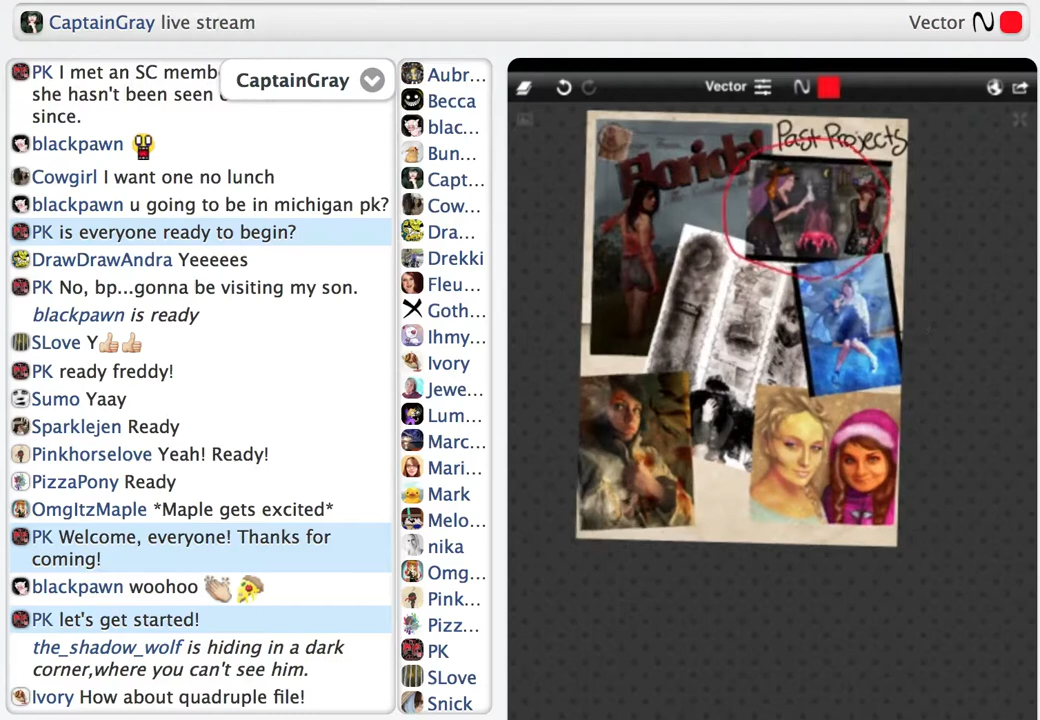 CaptainGray live stream
Vector
PK I met an SC memb
she hasn't been seen
since.
CaptainGray
blackpawn
Cowgirl I want one no lunch
blackpawn u going to be in michigan pk?
PK is everyone ready to begin?
DrawDrawAndra Yeeeees
PK No, bp...gonna be visiting my son.
blackpawn is ready
SLove Y👍👍
PK ready freddy!
Sumo Yaay
Sparklejen Ready
Pinkhorselove Yeah! Ready!
PizzaPony Ready
OmgItzMaple *Maple gets excited*
PK Welcome, everyone! Thanks for
coming!
blackpawn woohoo 👏 🍕
PK let's get started!
the_shadow_wolf is hiding in a dark
corner,where you can't see him.
Ivory How about quadruple file!
Aubr...
Becca
blac...
Bun...
Capt...
Cow...
Dra...
Drekki
Fleu...
Goth...
Ihmy...
Ivory
Jewe...
Lum...
Marc...
Mari...
Mark
Melo...
nika
Omg...
Pink...
Pizz...
PK
SLove
Snick
Vector
Past Projects
Florida!